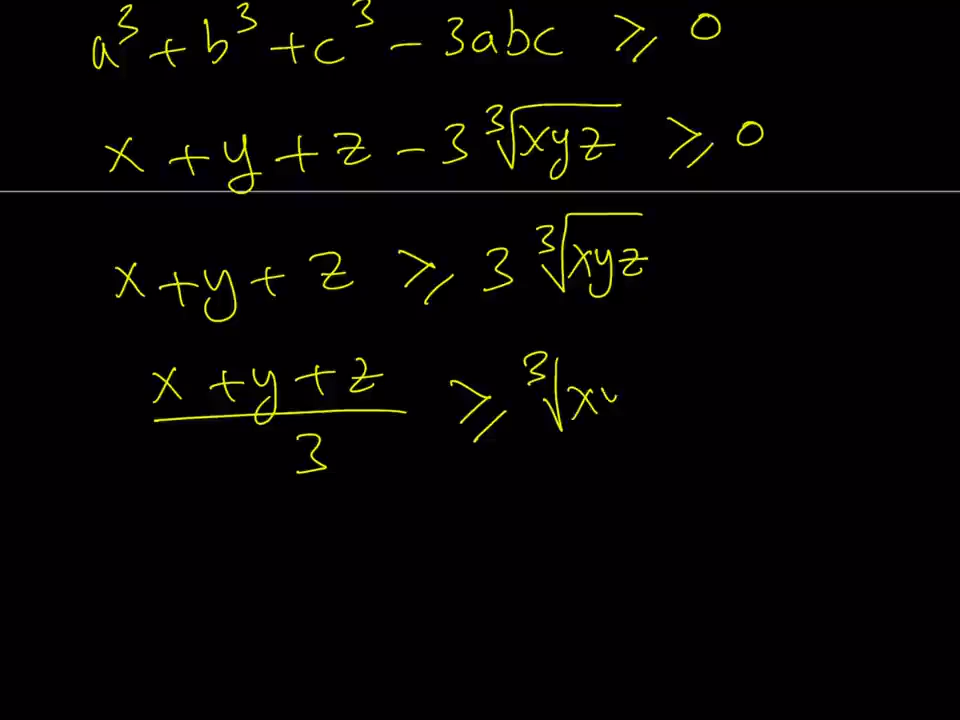 a³ + b³ + c³ - 3abc ⩾ 0
x + y + z - 3∛xyz ⩾ 0
x + y + z ⩾ 3∛xyz
(x + y + z)/3 ⩾ ∛x